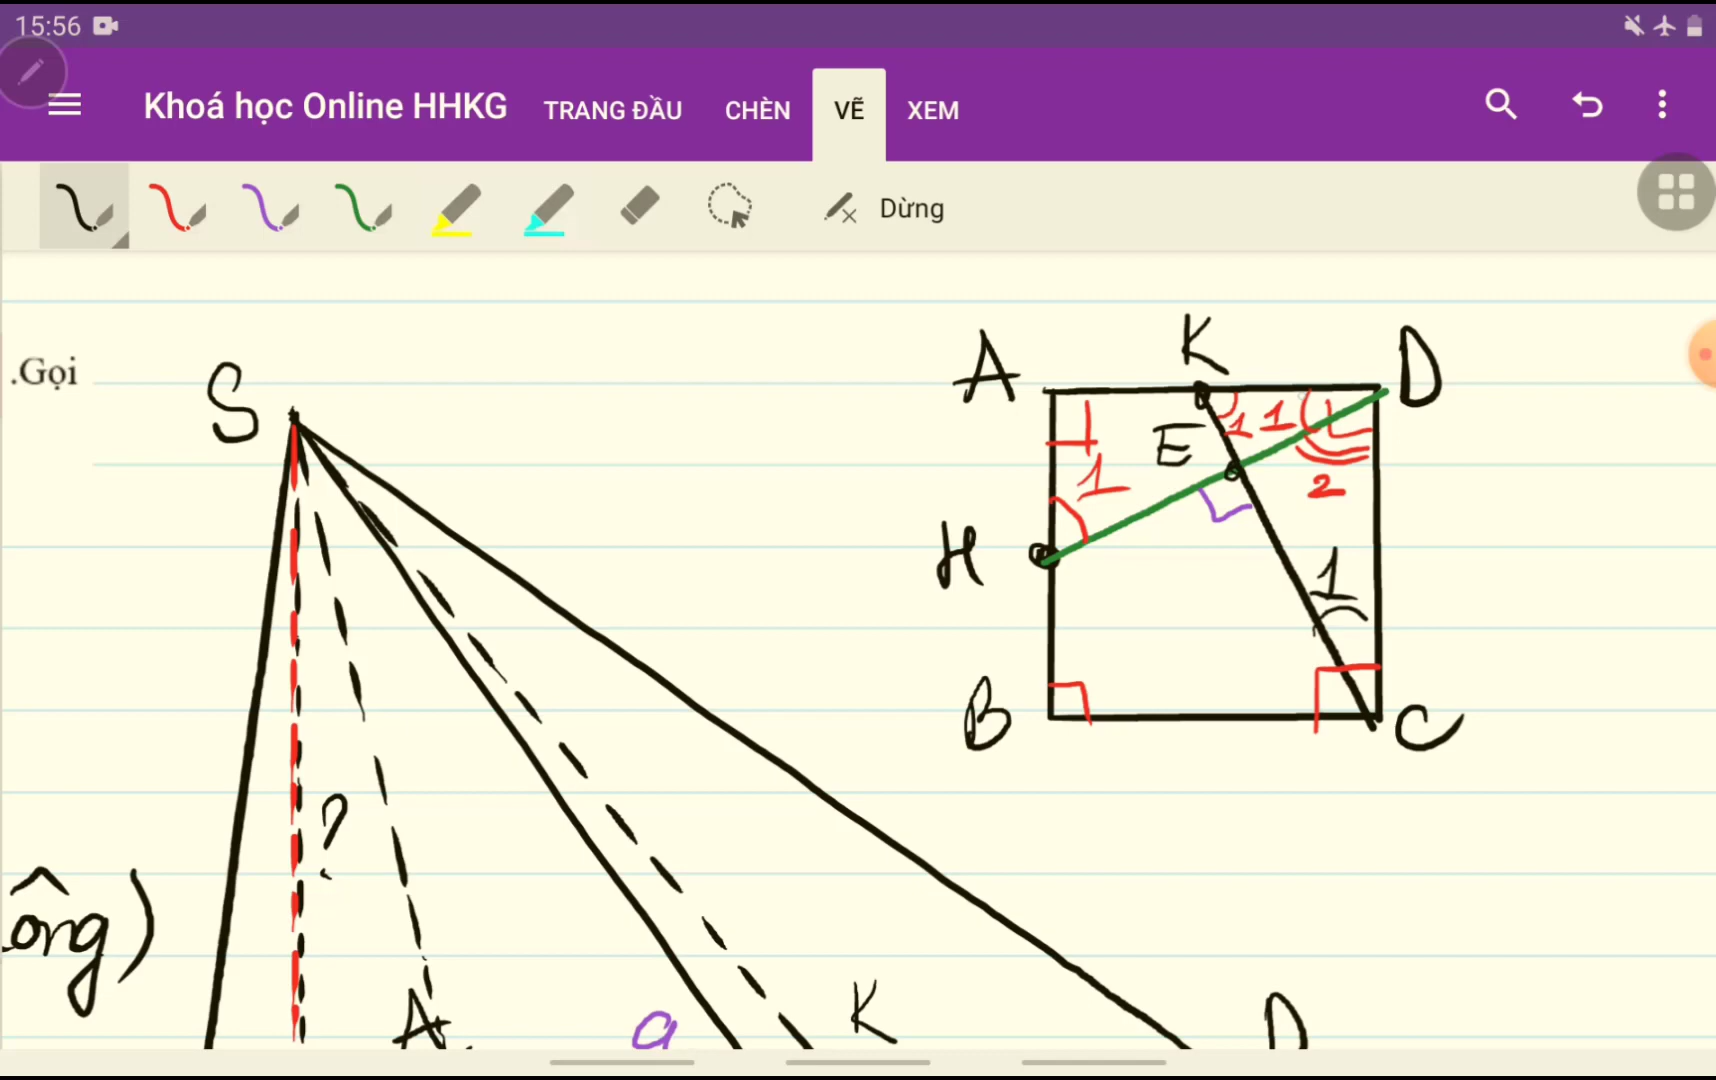 15:56
Khoá học Online HHKG TRANG ĐẦU CHÈN VẼ XEM
Dừng
.Gọi
S
A K D
E 1 1
1 2
H
1
B C
?
ông)
A a K D